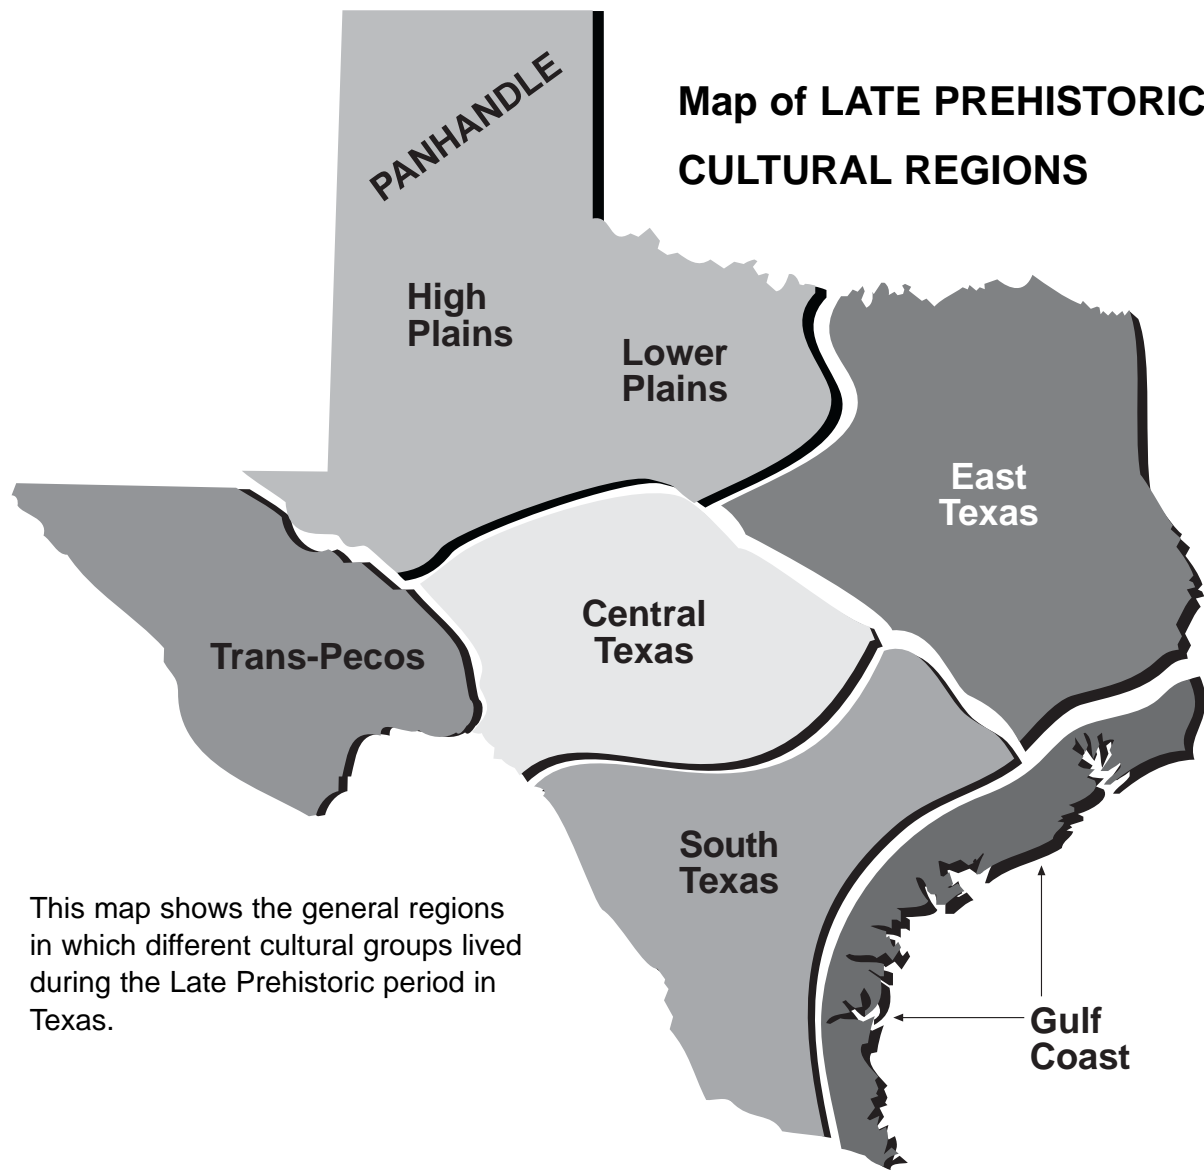 Map of LATE PREHISTORIC
CULTURAL REGIONS
PANHANDLE
High
Plains
Lower
Plains
East
Texas
Central
Texas
Trans-Pecos
South
Texas
This map shows the general regions
in which different cultural groups lived
during the Late Prehistoric period in
Texas.
Gulf
Coast